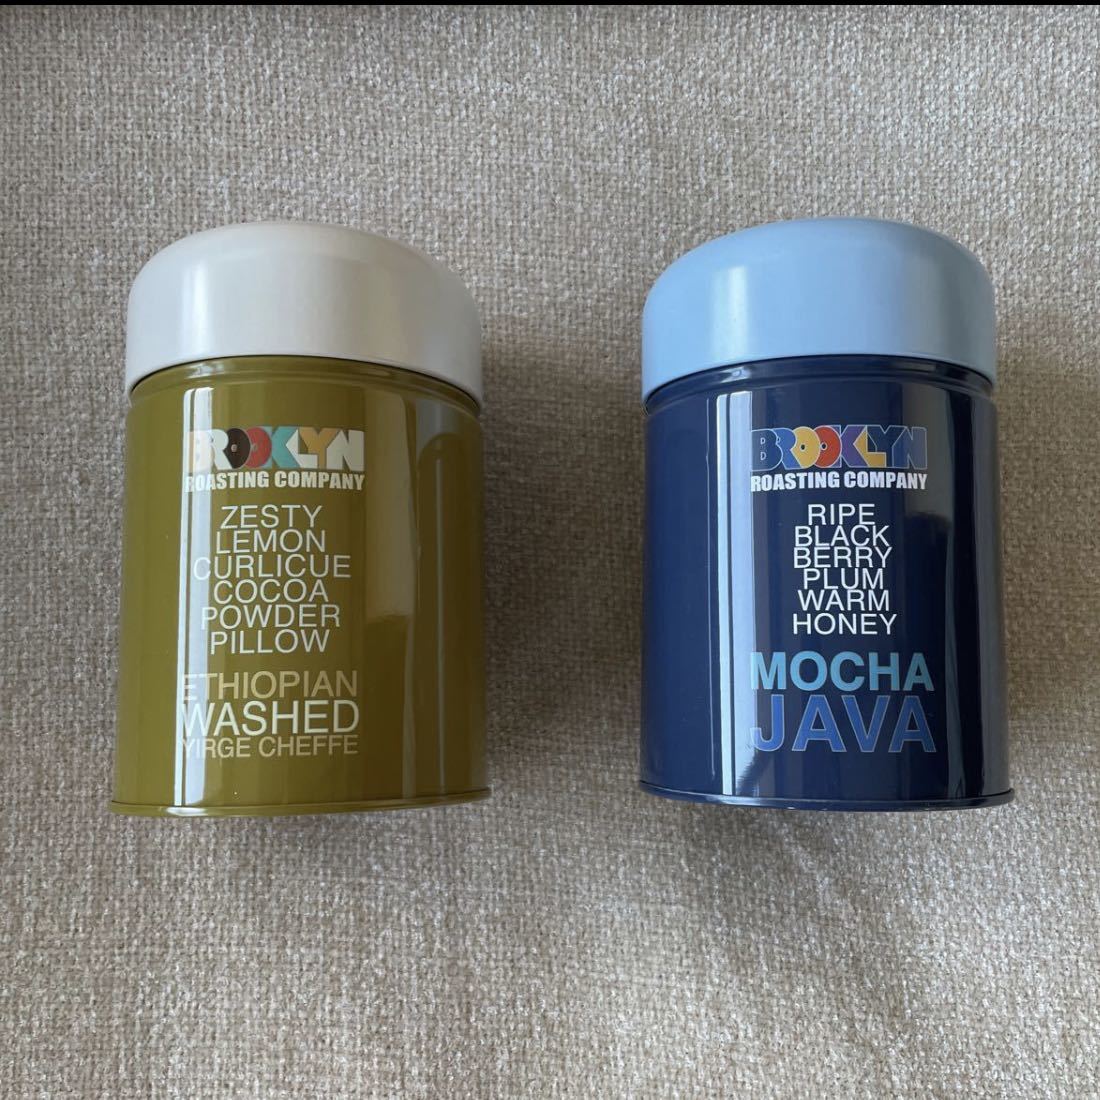 BROOKLYN
ROASTING COMPANY
ZESTY
LEMON
CURLICUE
COCOA
POWDER
PILLOW
ETHIOPIAN
WASHED
YIRGE CHEFFE
BROOKLYN
ROASTING COMPANY
RIPE
BLACK
BERRY
PLUM
WARM
HONEY
MOCHA
JAVA